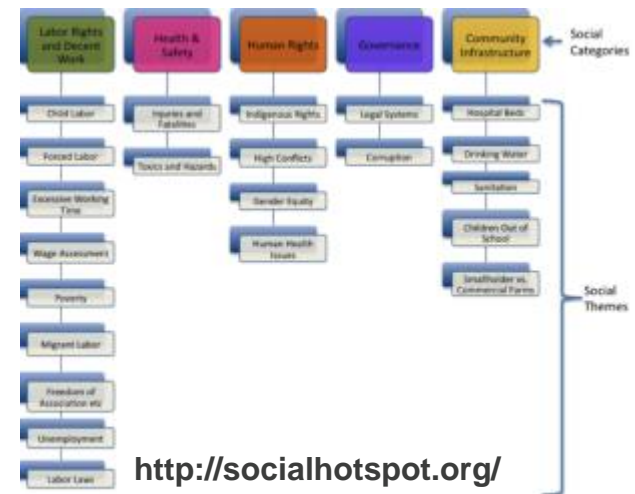 Labor Rights
and Decent
Work
Health &
Safety
Human Rights
Governance
Community
Infrastructure
Social
Categories
Child Labor
Forced Labor
Excessive Working
Time
Wage Assessment
Poverty
Migrant Labor
Freedom of
Association etc
Unemployment
Labor Laws
Injuries and
Fatalities
Toxics and Hazards
Indigenous Rights
High Conflicts
Gender Equity
Human Health
Issues
Legal Systems
Corruption
Hospital Beds
Drinking Water
Sanitation
Children Out of
School
Smallholder vs.
Commercial Farms
Social
Themes
http://socialhotspot.org/